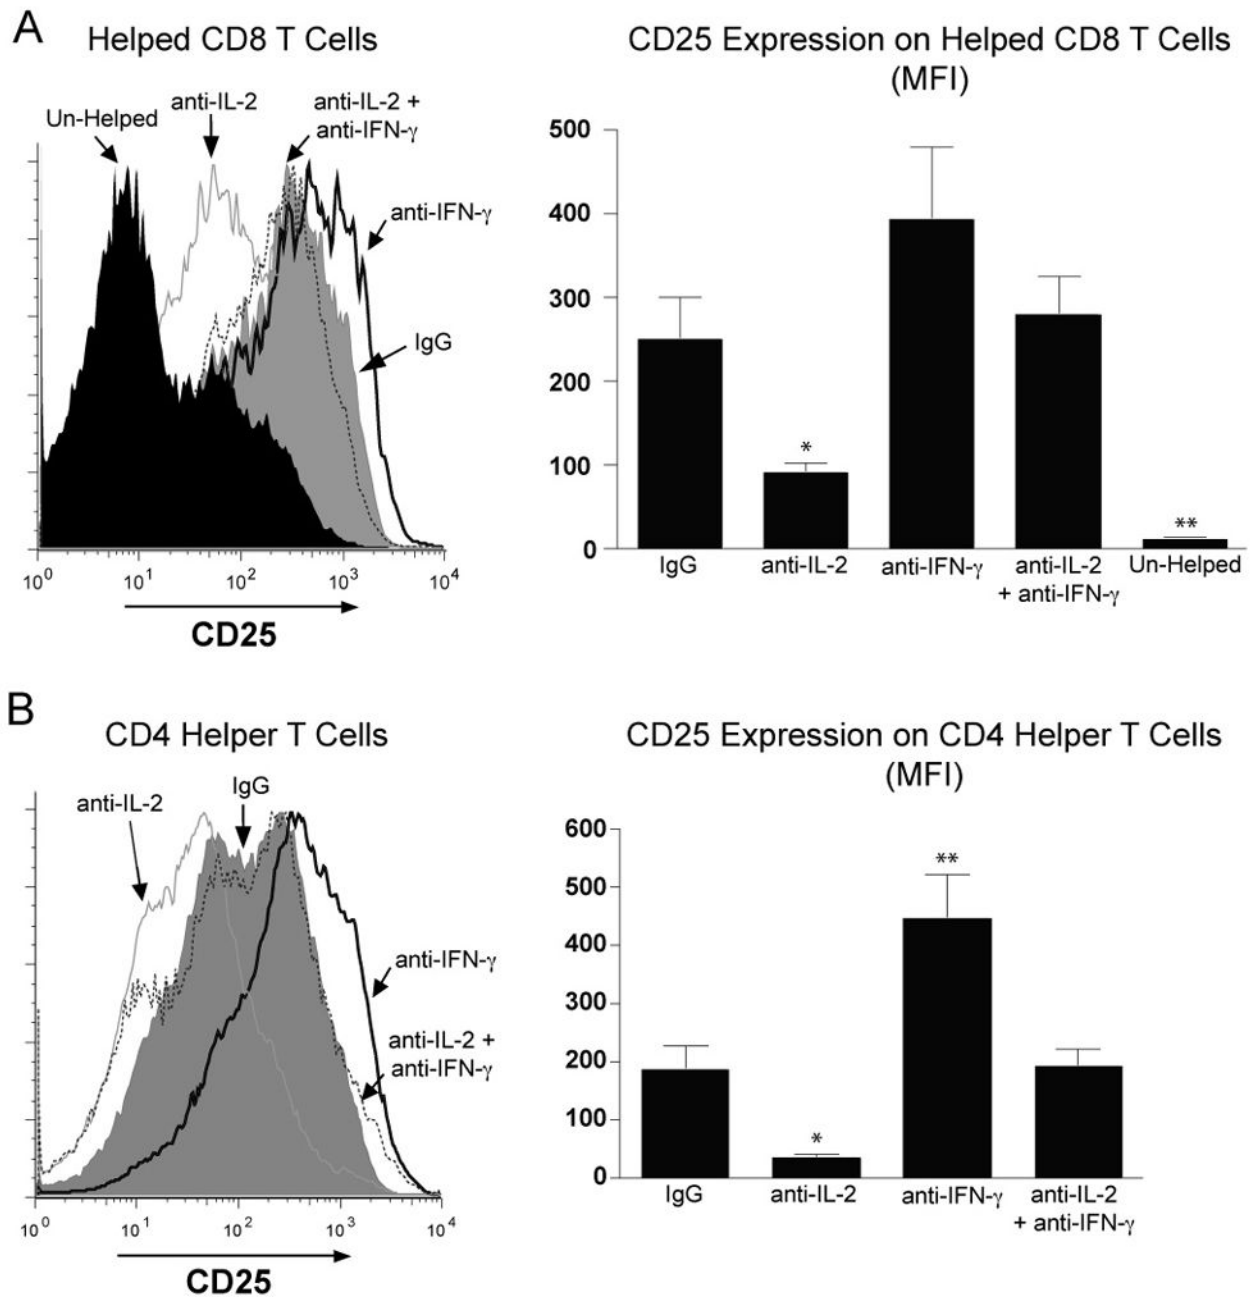 A
Helped CD8 T Cells
Un-Helped
anti-IL-2
anti-IL-2 +
anti-IFN-γ
anti-IFN-γ
IgG
10⁰ 10¹ 10² 10³ 10⁴
CD25
CD25 Expression on Helped CD8 T Cells
(MFI)
500
400
300
200
100
0
IgG
anti-IL-2
anti-IFN-γ
anti-IL-2
+ anti-IFN-γ
Un-Helped
*
**
B
CD4 Helper T Cells
anti-IL-2
IgG
anti-IFN-γ
anti-IL-2 +
anti-IFN-γ
10⁰ 10¹ 10² 10³ 10⁴
CD25
CD25 Expression on CD4 Helper T Cells
(MFI)
600
500
400
300
200
100
0
IgG
anti-IL-2
anti-IFN-γ
anti-IL-2
+ anti-IFN-γ
*
**